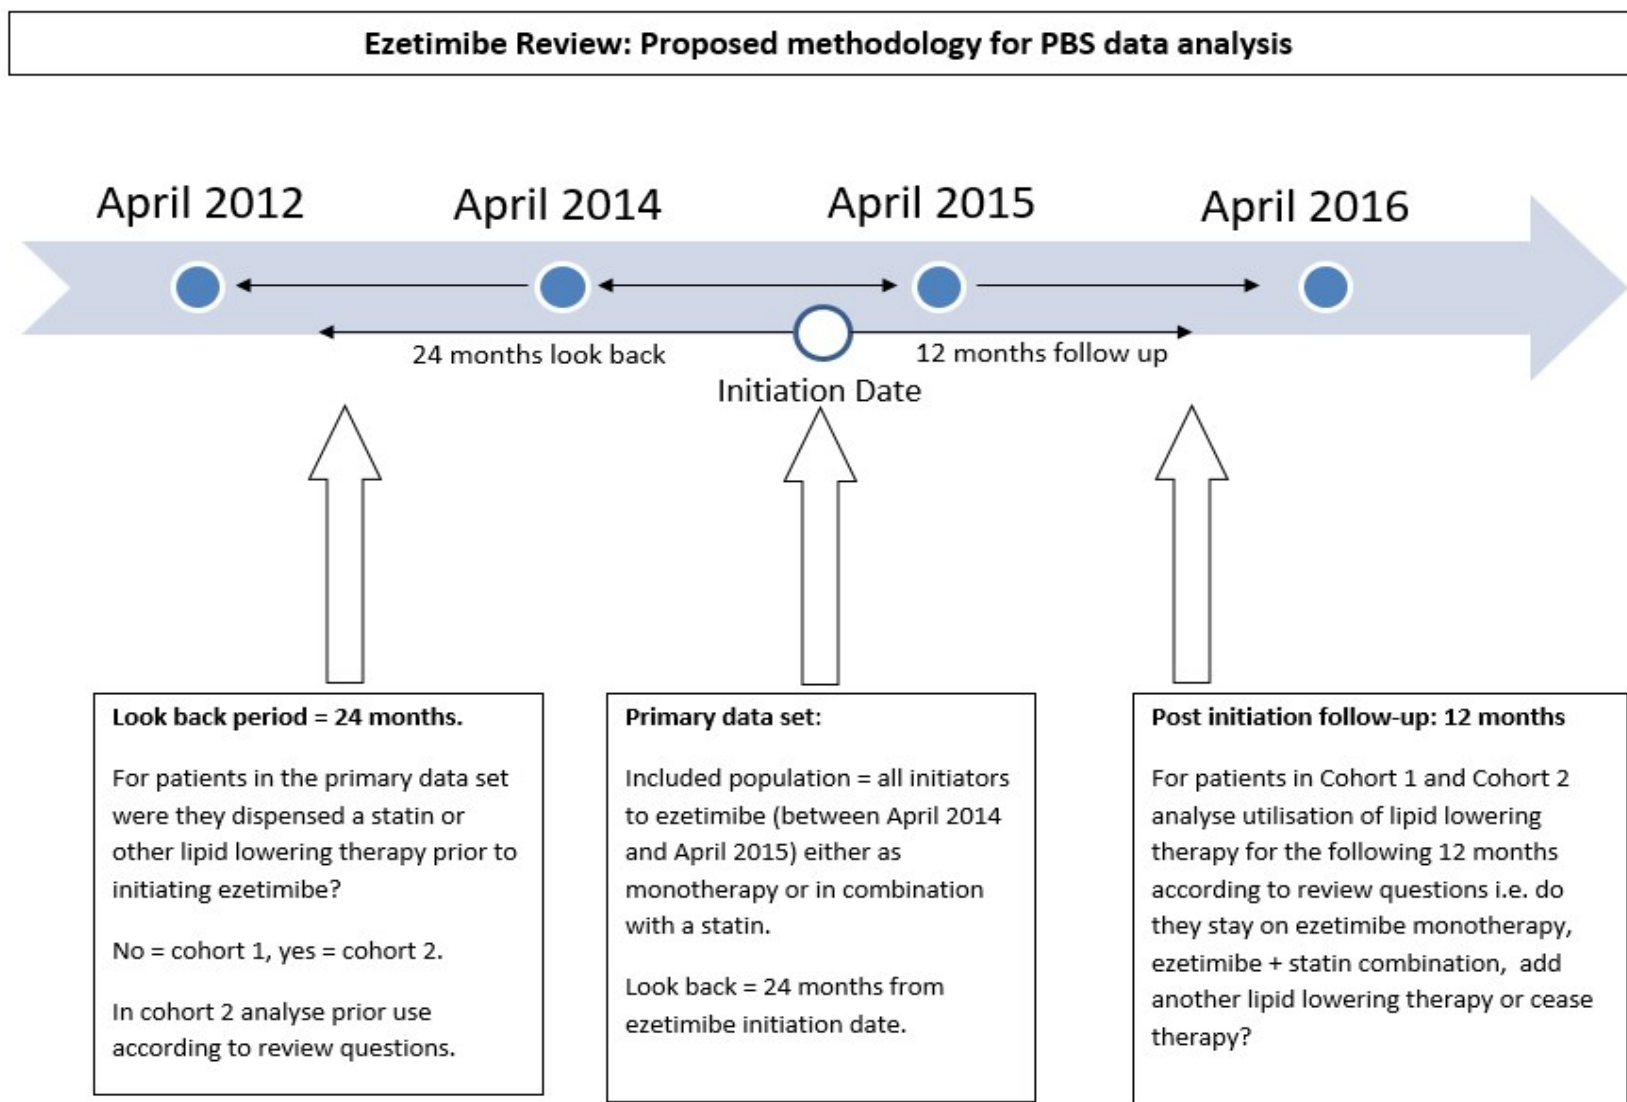 Ezetimibe Review: Proposed methodology for PBS data analysis
April 2012
April 2014
April 2015
April 2016
24 months look back
12 months follow up
Initiation Date
Look back period = 24 months.
For patients in the primary data set
were they dispensed a statin or
other lipid lowering therapy prior to
initiating ezetimibe?
No = cohort 1, yes = cohort 2.
In cohort 2 analyse prior use
according to review questions.
Primary data set:
Included population = all initiators
to ezetimibe (between April 2014
and April 2015) either as
monotherapy or in combination
with a statin.
Look back = 24 months from
ezetimibe initiation date.
Post initiation follow-up: 12 months
For patients in Cohort 1 and Cohort 2
analyse utilisation of lipid lowering
therapy for the following 12 months
according to review questions i.e. do
they stay on ezetimibe monotherapy,
ezetimibe + statin combination,  add
another lipid lowering therapy or cease
therapy?